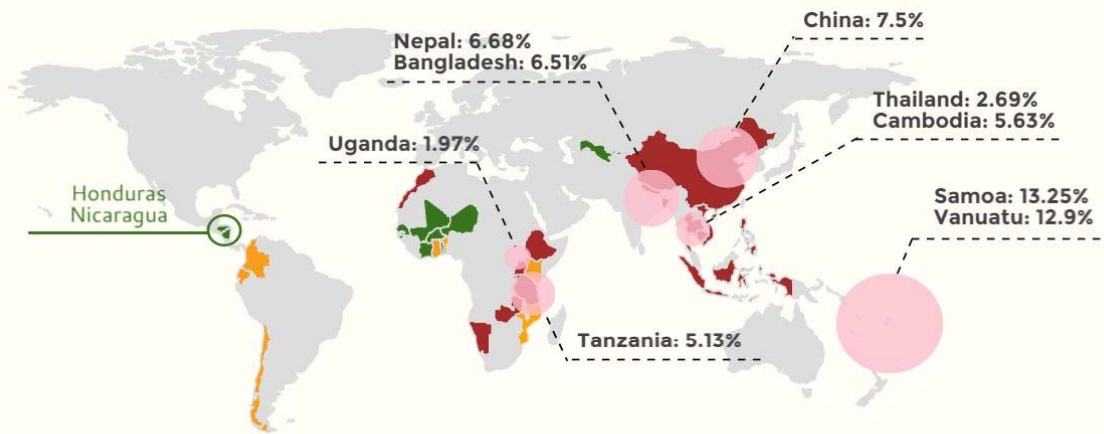 China: 7.5%
Nepal: 6.68%
Bangladesh: 6.51%
Thailand: 2.69%
Cambodia: 5.63%
Uganda: 1.97%
Honduras
Nicaragua
Samoa: 13.25%
Vanuatu: 12.9%
Tanzania: 5.13%